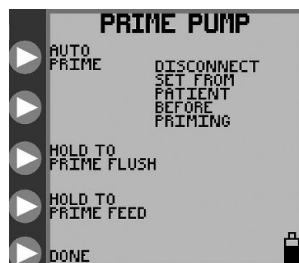 PRIME PUMP
AUTO
PRIME
DISCONNECT
SET FROM
PATIENT
BEFORE
PRIMING
HOLD TO
PRIME FLUSH
HOLD TO
PRIME FEED
DONE